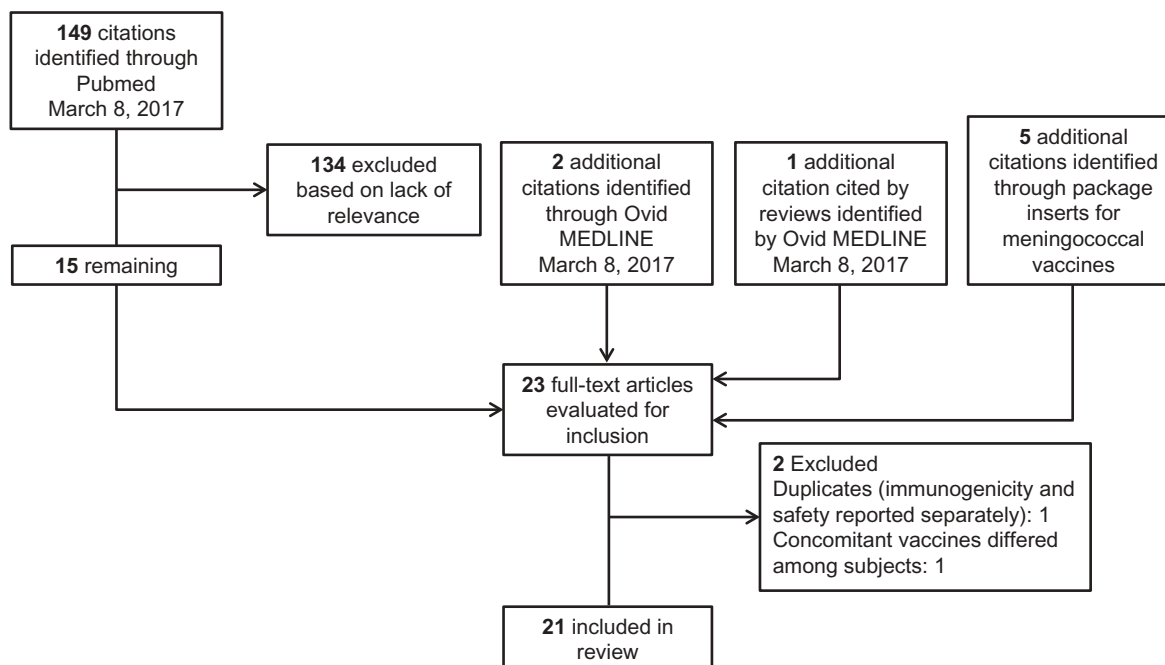 149 citations
identified through
Pubmed
March 8, 2017
134 excluded
based on lack of
relevance
2 additional
citations identified
through Ovid
MEDLINE
March 8, 2017
1 additional
citation cited by
reviews identified
by Ovid MEDLINE
March 8, 2017
5 additional
citations identified
through package
inserts for
meningococcal
vaccines
15 remaining
23 full-text articles
evaluated for
inclusion
2 Excluded
Duplicates (immunogenicity and
safety reported separately): 1
Concomitant vaccines differed
among subjects: 1
21 included in
review